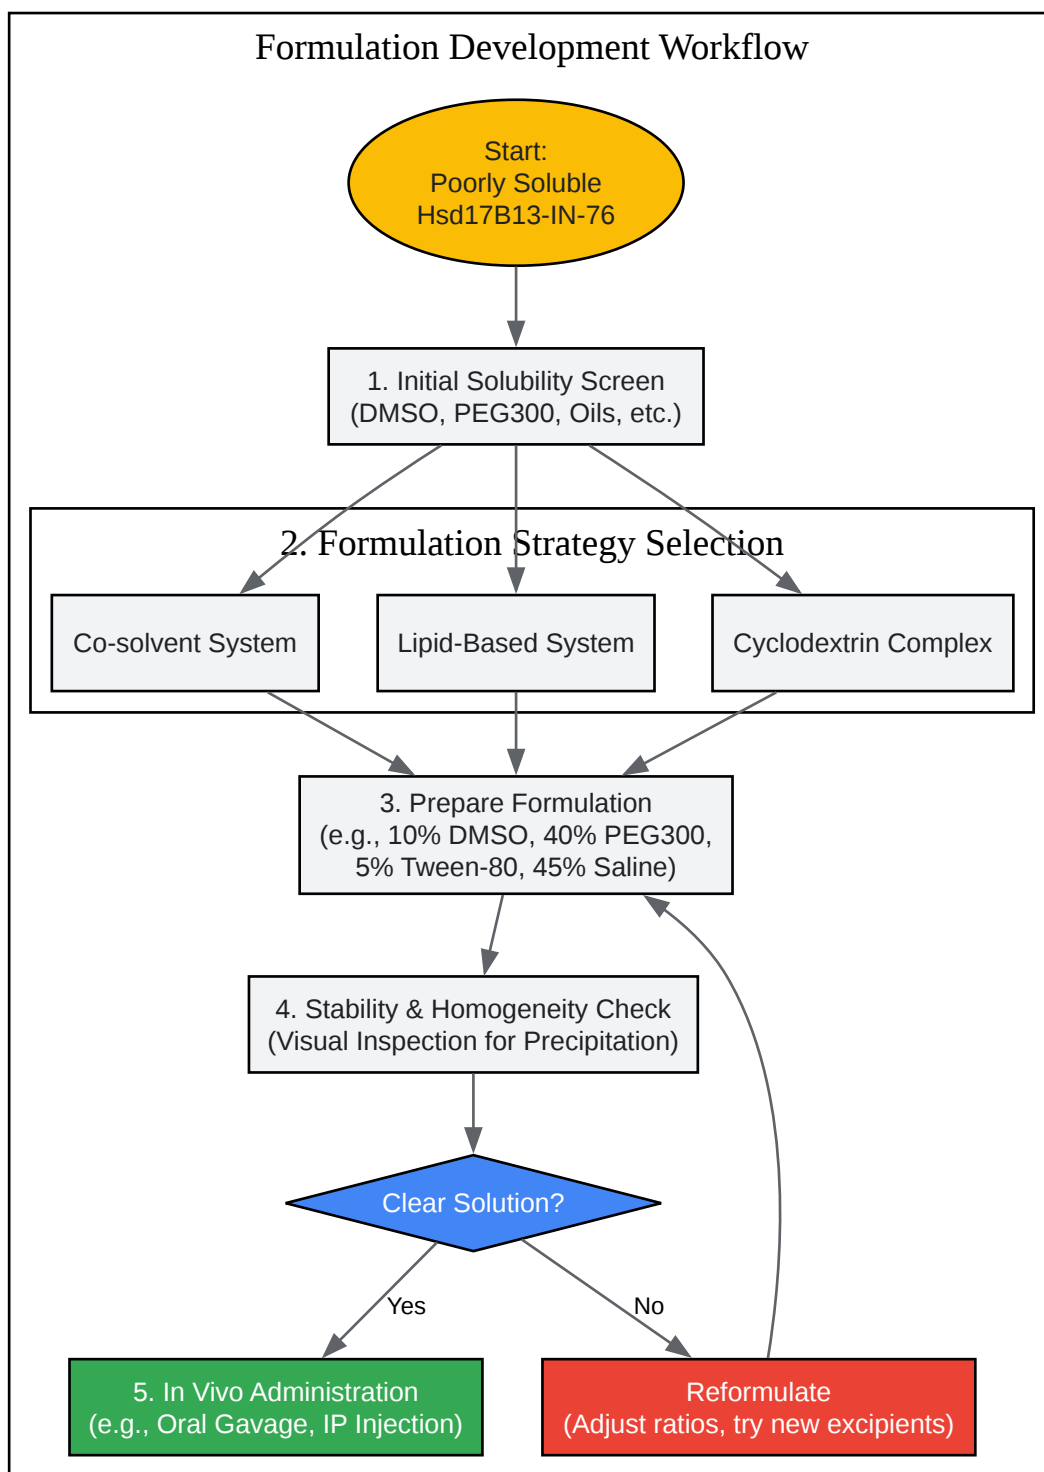 Formulation Development Workflow
Start:
Poorly Soluble
Hsd17B13-IN-76
1. Initial Solubility Screen
(DMSO, PEG300, Oils, etc.)
2. Formulation Strategy Selection
Co-solvent System
Lipid-Based System
Cyclodextrin Complex
3. Prepare Formulation
(e.g., 10% DMSO, 40% PEG300,
5% Tween-80, 45% Saline)
4. Stability & Homogeneity Check
(Visual Inspection for Precipitation)
Clear Solution?
Yes
No
5. In Vivo Administration
(e.g., Oral Gavage, IP Injection)
Reformulate
(Adjust ratios, try new excipients)